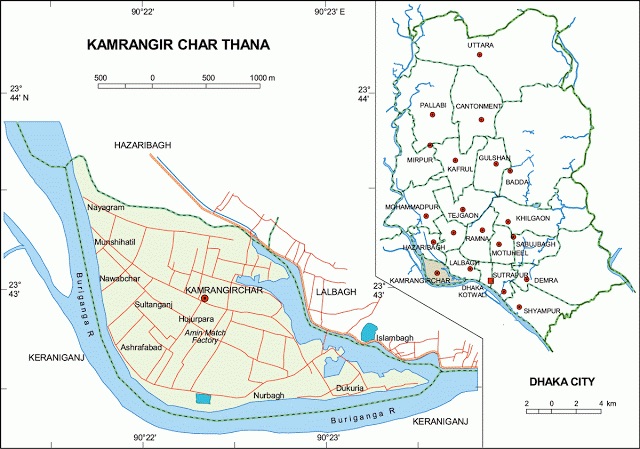 90°22'
90°23' E
KAMRANGIR CHAR THANA
500 0 500 1000 m
23°
44' N
HAZARIBAGH
Nayagram
Munshihatil
Nawabchar
KAMRANGIRCHAR
Sultanganj
Hujurpara
Amin Match
Factory
Ashrafabad
Buriganga R
LALBAGH
Islambagh
KERANIGANJ
Nurbagh
Dukuria
Buriganga R
KERANIGANJ
23°
43'
90°22'
90°23'
23°
44'
UTTARA
PALLABI
CANTONMENT
MIRPUR
KAFRUL
GULSHAN
BADDA
MOHAMMADPUR
TEJGAON
KHILGAON
RAMNA
SABUJBAGH
HAZARIBAGH
MOTIJHEEL
LALBAGH
KAMRANGIRCHAR
SUTRAPUR
DEMRA
DHAKA
KOTWALI
SHYAMPUR
23°
43'
DHAKA CITY
2 0 2 4 km